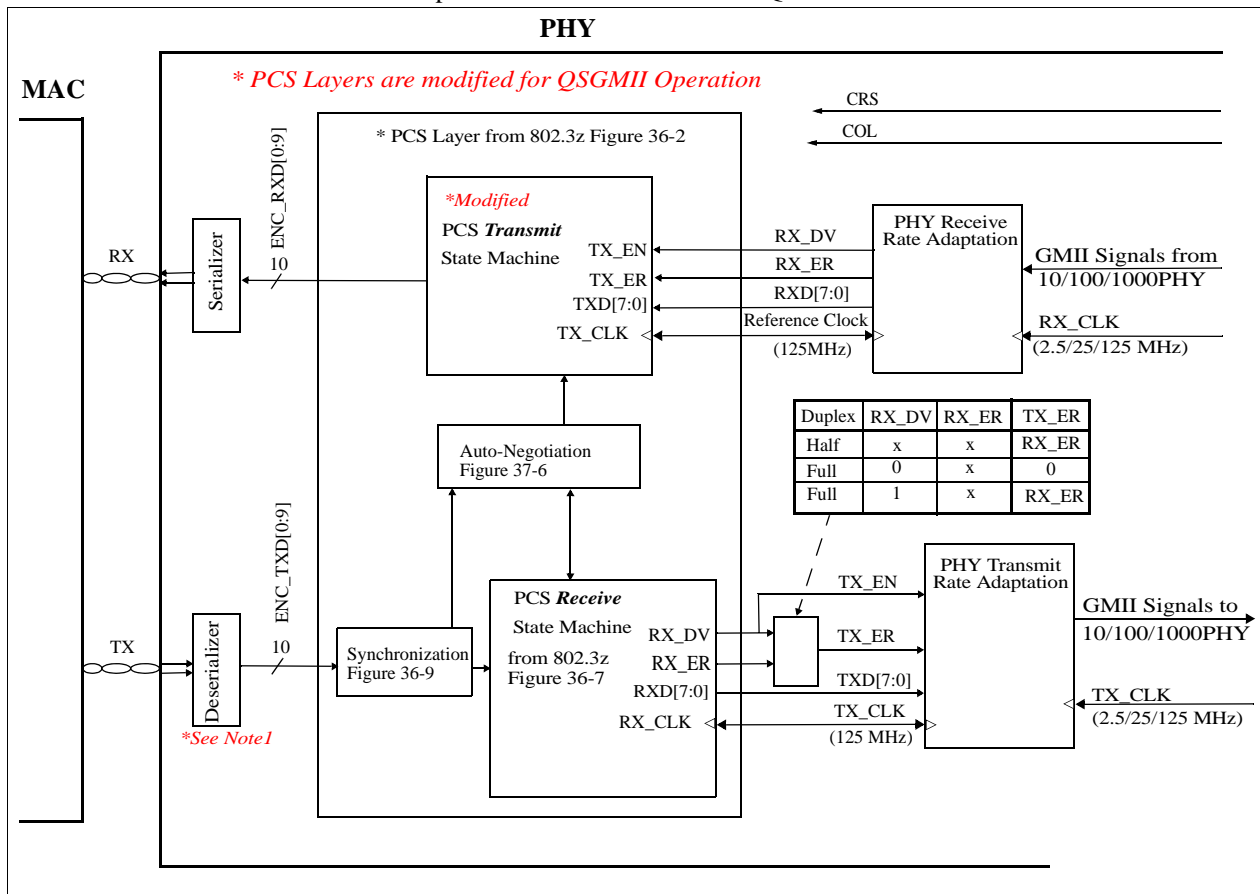 PHY
MAC
* PCS Layers are modified for QSGMII Operation
CRS
COL
* PCS Layer from 802.3z Figure 36-2
RX
Serializer
ENC_RXD[0:9]
10
*Modified
PCS Transmit
State Machine
TX_EN
TX_ER
TXD[7:0]
TX_CLK
RX_DV
RX_ER
RXD[7:0]
Reference Clock
(125MHz)
PHY Receive
Rate Adaptation
GMII Signals from
10/100/1000PHY
RX_CLK
(2.5/25/125 MHz)
Auto-Negotiation
Figure 37-6
Duplex RX_DV RX_ER TX_ER
Half x x RX_ER
Full 0 x 0
Full 1 x RX_ER
TX
Deserializer
*See Note1
ENC_TXD[0:9]
10
Synchronization
Figure 36-9
PCS Receive
State Machine
from 802.3z
Figure 36-7
RX_DV
RX_ER
RXD[7:0]
RX_CLK
TX_EN
TX_ER
TXD[7:0]
TX_CLK
(125 MHz)
PHY Transmit
Rate Adaptation
GMII Signals to
10/100/1000PHY
TX_CLK
(2.5/25/125 MHz)